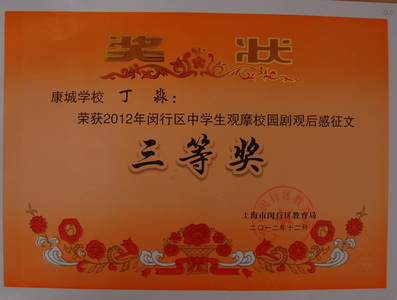 奖状
康城学校 丁淼:
荣获2012年闵行区中学生观摩校园剧观后感征文
三等奖
上海市闵行区教育局
二〇一二年十二月